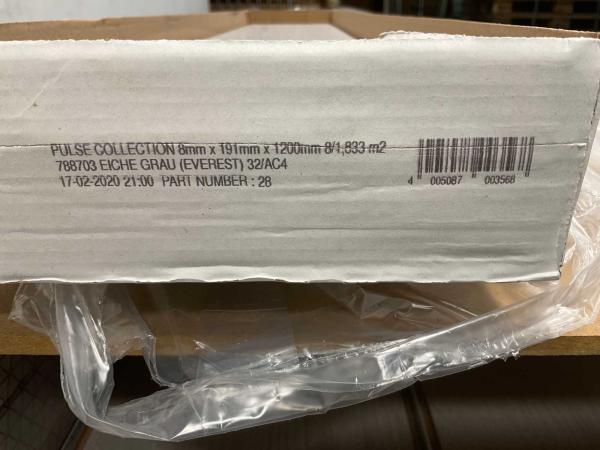 PULSE COLLECTION 8mm x 191mm x 1200mm 8/1,833 m2
788703 EICHE GRAU (EVEREST) 32/AC4
17-02-2020 21:00 PART NUMBER : 28
4 005087 003568